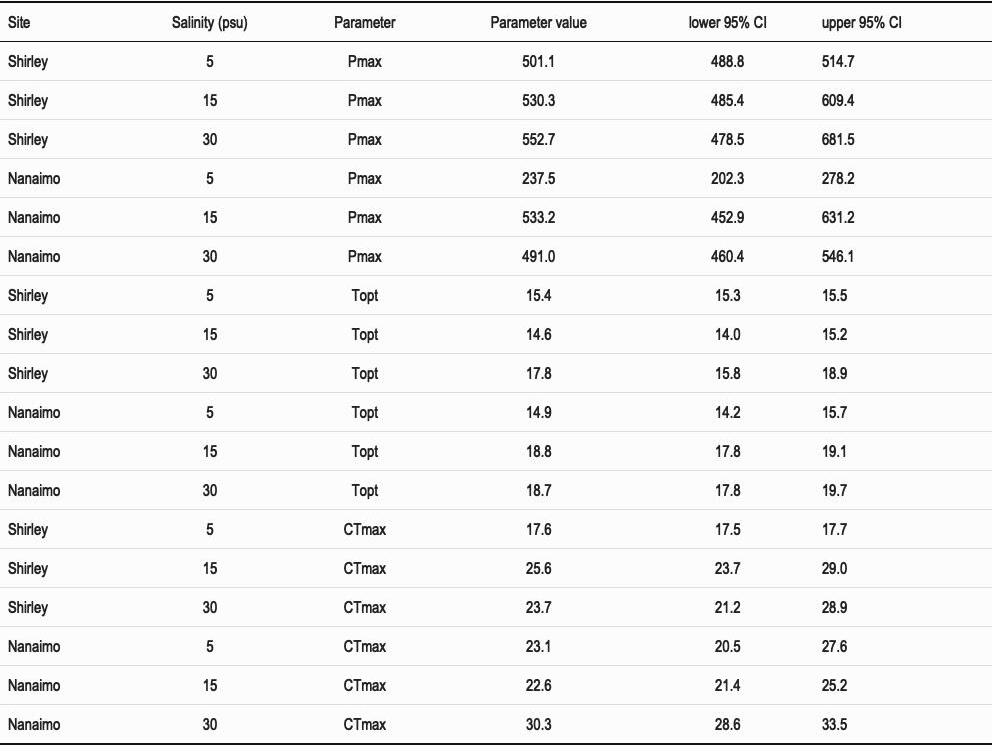 Site Salinity (psu) Parameter Parameter value lower 95% CI upper 95% CI
Shirley 5 Pmax 501.1 488.8 514.7
Shirley 15 Pmax 530.3 485.4 609.4
Shirley 30 Pmax 552.7 478.5 681.5
Nanaimo 5 Pmax 237.5 202.3 278.2
Nanaimo 15 Pmax 533.2 452.9 631.2
Nanaimo 30 Pmax 491.0 460.4 546.1
Shirley 5 Topt 15.4 15.3 15.5
Shirley 15 Topt 14.6 14.0 15.2
Shirley 30 Topt 17.8 15.8 18.9
Nanaimo 5 Topt 14.9 14.2 15.7
Nanaimo 15 Topt 18.8 17.8 19.1
Nanaimo 30 Topt 18.7 17.8 19.7
Shirley 5 CTmax 17.6 17.5 17.7
Shirley 15 CTmax 25.6 23.7 29.0
Shirley 30 CTmax 23.7 21.2 28.9
Nanaimo 5 CTmax 23.1 20.5 27.6
Nanaimo 15 CTmax 22.6 21.4 25.2
Nanaimo 30 CTmax 30.3 28.6 33.5